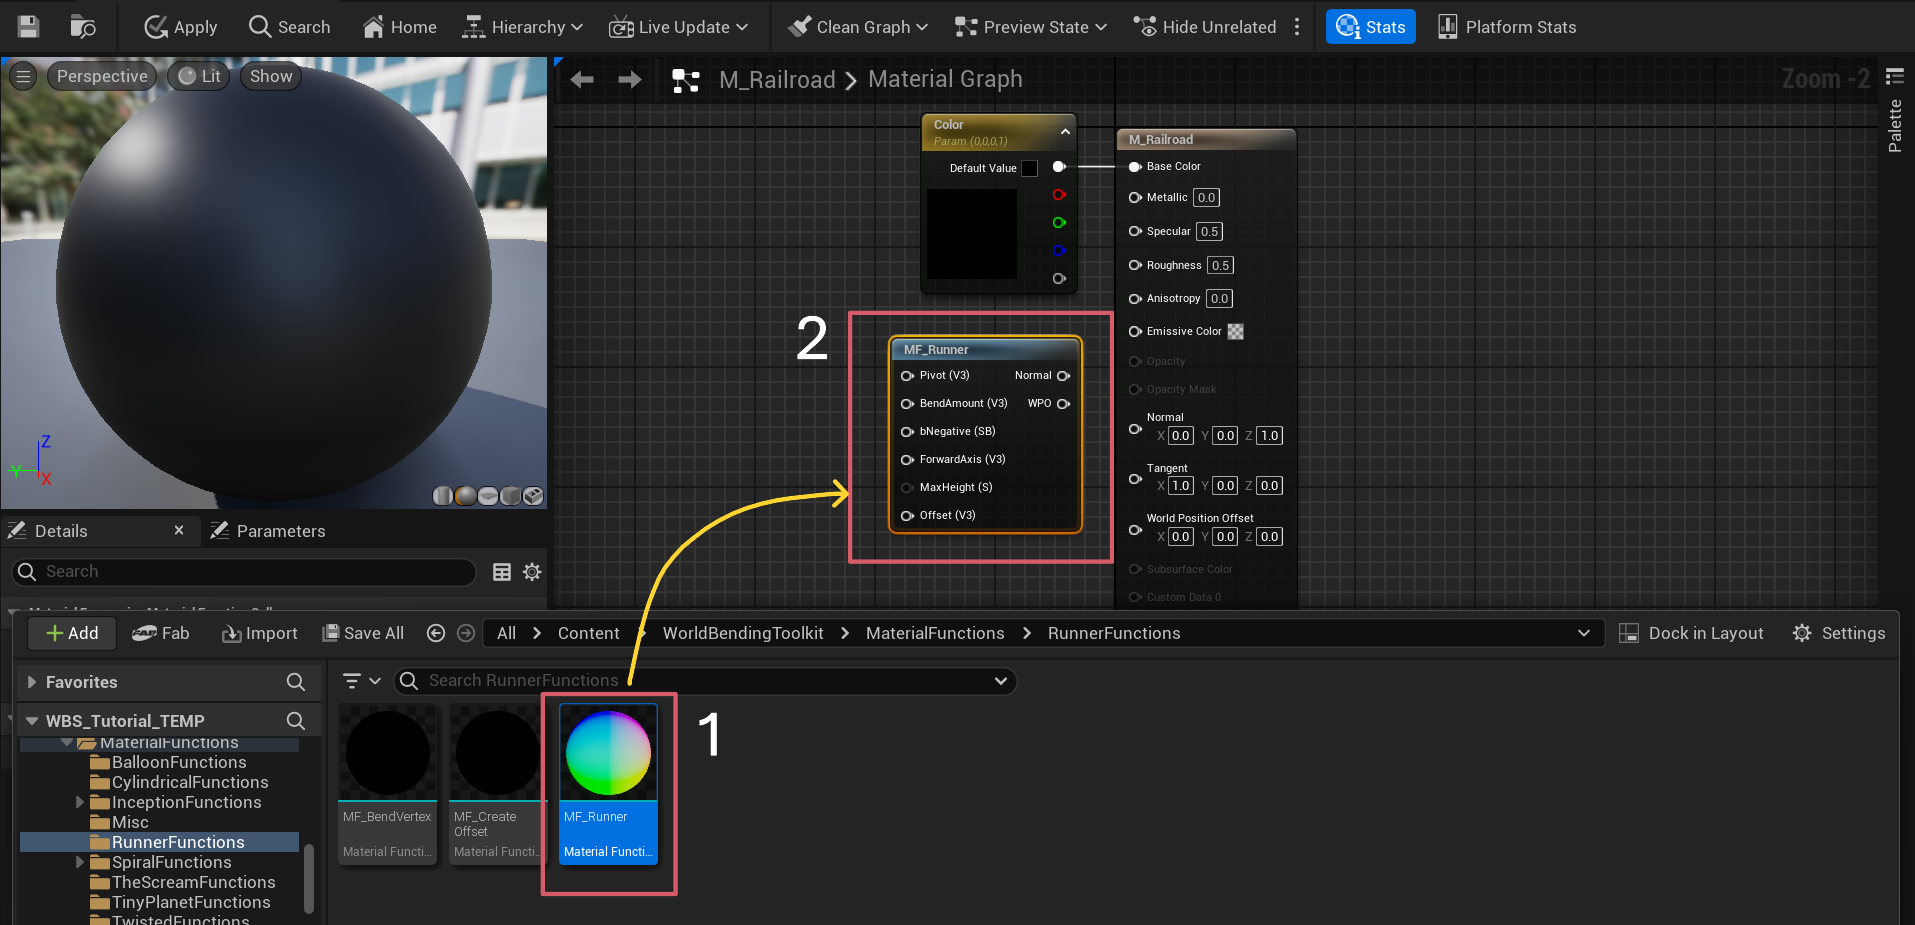 Apply
Search
Home
Hierarchy
Live Update
Clean Graph
Preview State
Hide Unrelated
Stats
Platform Stats
Perspective
Lit
Show
M_Railroad
Material Graph
Zoom -2
Palette
Color
Param (0,0,0,1)
Default Value
M_Railroad
Base Color
Metallic 0.0
Specular 0.5
Roughness 0.5
Anisotropy 0.0
Emissive Color
Opacity
Opacity Mask
Normal
X 0.0 Y 0.0 Z 1.0
Tangent
X 1.0 Y 0.0 Z 0.0
World Position Offset
X 0.0 Y 0.0 Z 0.0
Subsurface Color
Custom Data 0
2
MF_Runner
Pivot (V3) Normal
BendAmount (V3) WPO
bNegative (SB)
ForwardAxis (V3)
MaxHeight (S)
Offset (V3)
Z
Y
X
Details
Parameters
Search
Add
Fab
Import
Save All
All > Content > WorldBendingToolkit > MaterialFunctions > RunnerFunctions
Dock in Layout
Settings
Favorites
WBS_Tutorial_TEMP
MaterialFunctions
BalloonFunctions
CylindricalFunctions
InceptionFunctions
Misc
RunnerFunctions
SpiralFunctions
TheScreamFunctions
TinyPlanetFunctions
TwistedFunctions
Search RunnerFunctions
MF_BendVertex
Material Functi...
MF_Create
Offset
Material Functi...
MF_Runner
Material Functi...
1